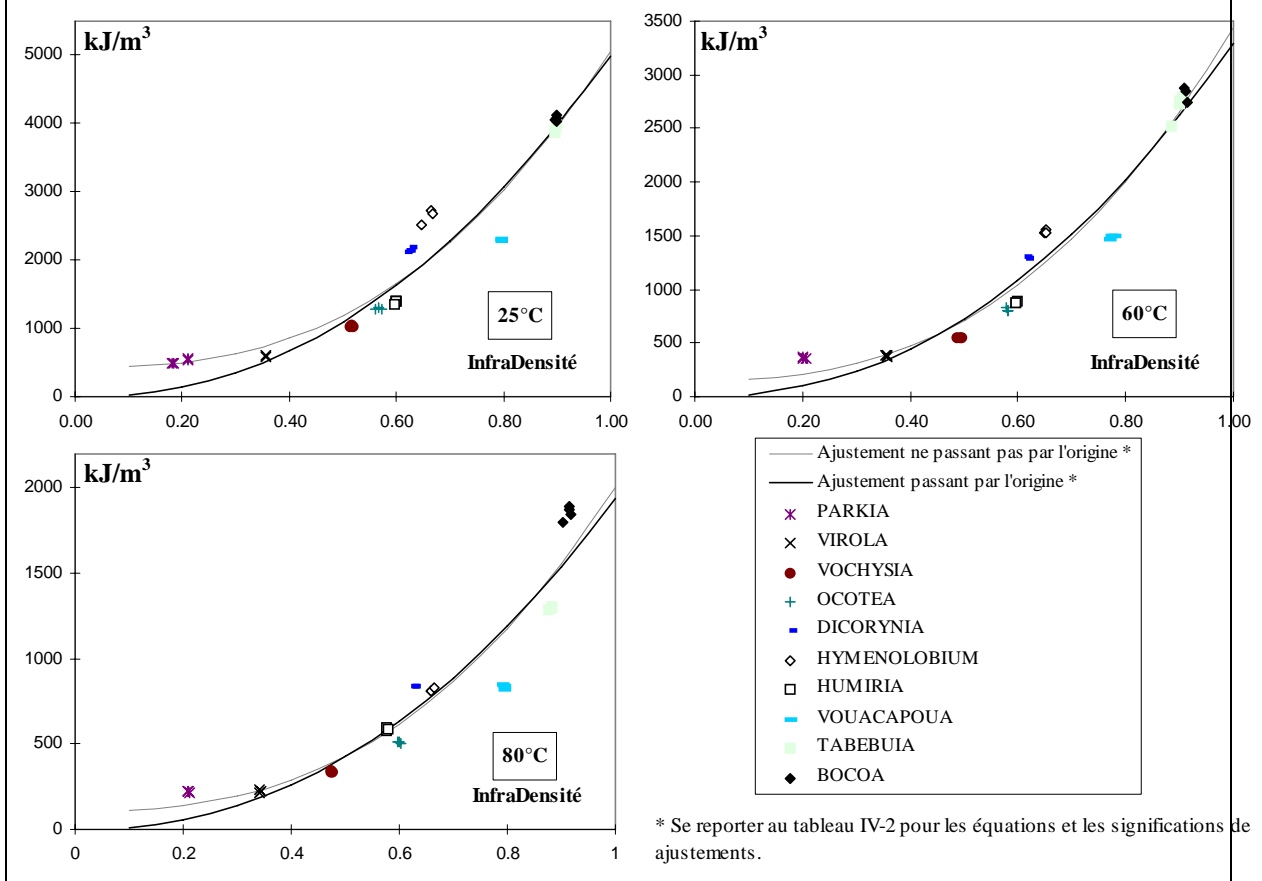 kJ/m³
5000
4000
3000
2000
1000
0
0.00 0.20 0.40 0.60 0.80 1.00
25°C
InfraDensité
kJ/m³
3500
3000
2500
2000
1500
1000
500
0
0.00 0.20 0.40 0.60 0.80 1.00
60°C
InfraDensité
kJ/m³
2000
1500
1000
500
0
0 0.2 0.4 0.6 0.8 1
80°C
InfraDensité
Ajustement ne passant pas par l'origine *
Ajustement passant par l'origine *
PARKIA
VIROLA
VOCHYSIA
OCOTEA
DICORYNIA
HYMENOLOBIUM
HUMIRIA
VOUACAPOUA
TABEBUIA
BOCOA
* Se reporter au tableau IV-2 pour les équations et les significations de
ajustements.